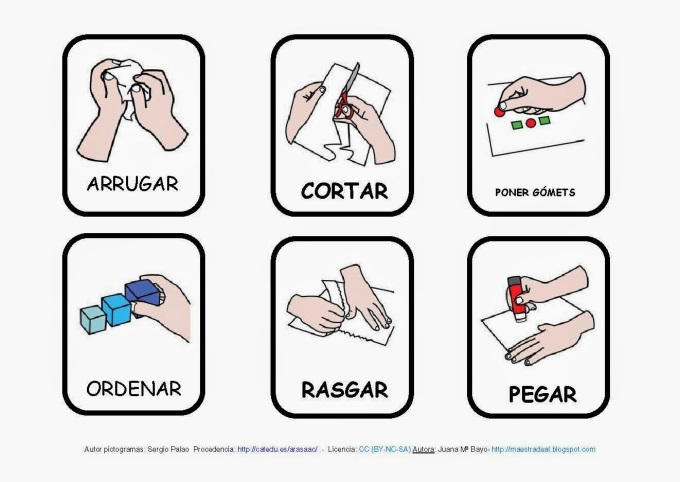 ARRUGAR
CORTAR
PONER GÓMETS
ORDENAR
RASGAR
PEGAR
Autor pictogramas: Sergio Palao Procedencia: http://catedu.es/arasaac/ .- Licencia: CC (BY-NC-SA) Autora: Juana Mª Bayo- http://maestradeal.blogspot.com